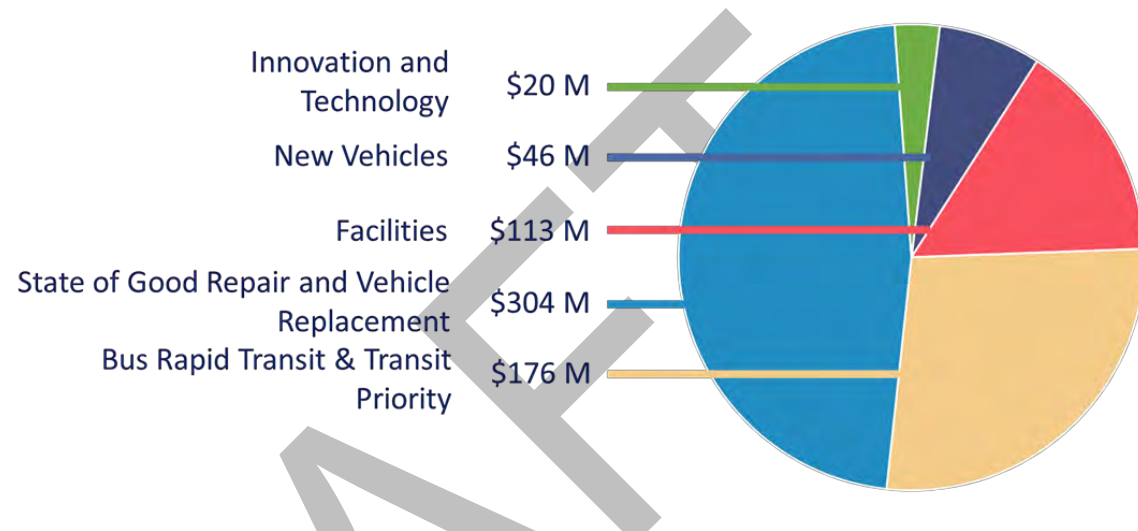 Innovation and
Technology
$20 M
New Vehicles
$46 M
Facilities
$113 M
State of Good Repair and Vehicle
Replacement
$304 M
Bus Rapid Transit & Transit
Priority
$176 M